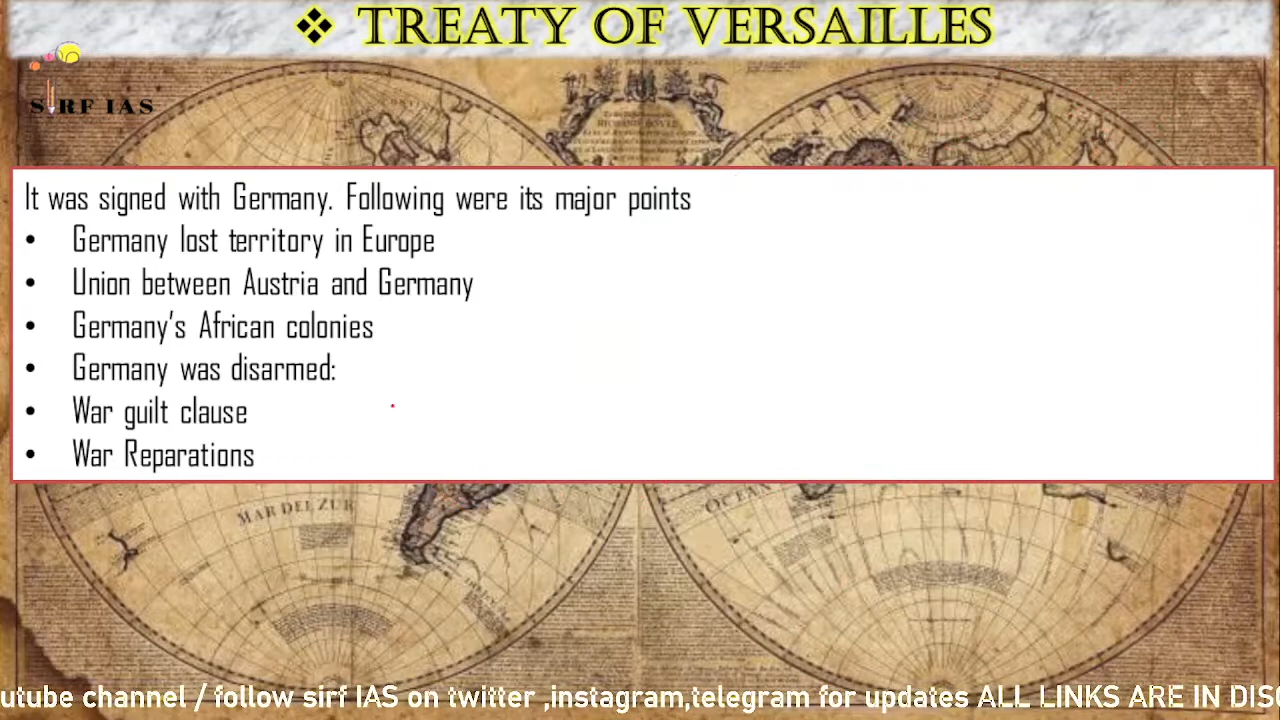 ❖ TREATY OF VERSAILLES
SIRF IAS
It was signed with Germany. Following were its major points
• Germany lost territory in Europe
• Union between Austria and Germany
• Germany's African colonies
• Germany was disarmed:
• War guilt clause
• War Reparations
MAR DEL ZUR
OCEAN
utube channel / follow sirf IAS on twitter ,instagram,telegram for updates ALL LINKS ARE IN DISC